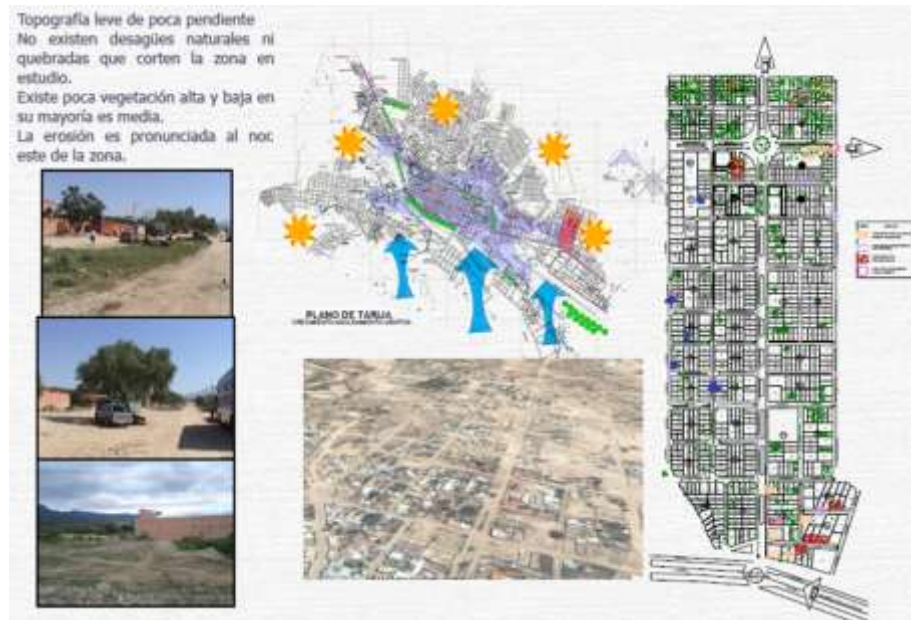 Topografía leve de poca pendiente
No existen desagües naturales ni
quebradas que corten la zona en
estudio.
Existe poca vegetación alta y baja en
su mayoría es media.
La erosión es pronunciada al nor.
este de la zona.
PLANO DE TARIJA